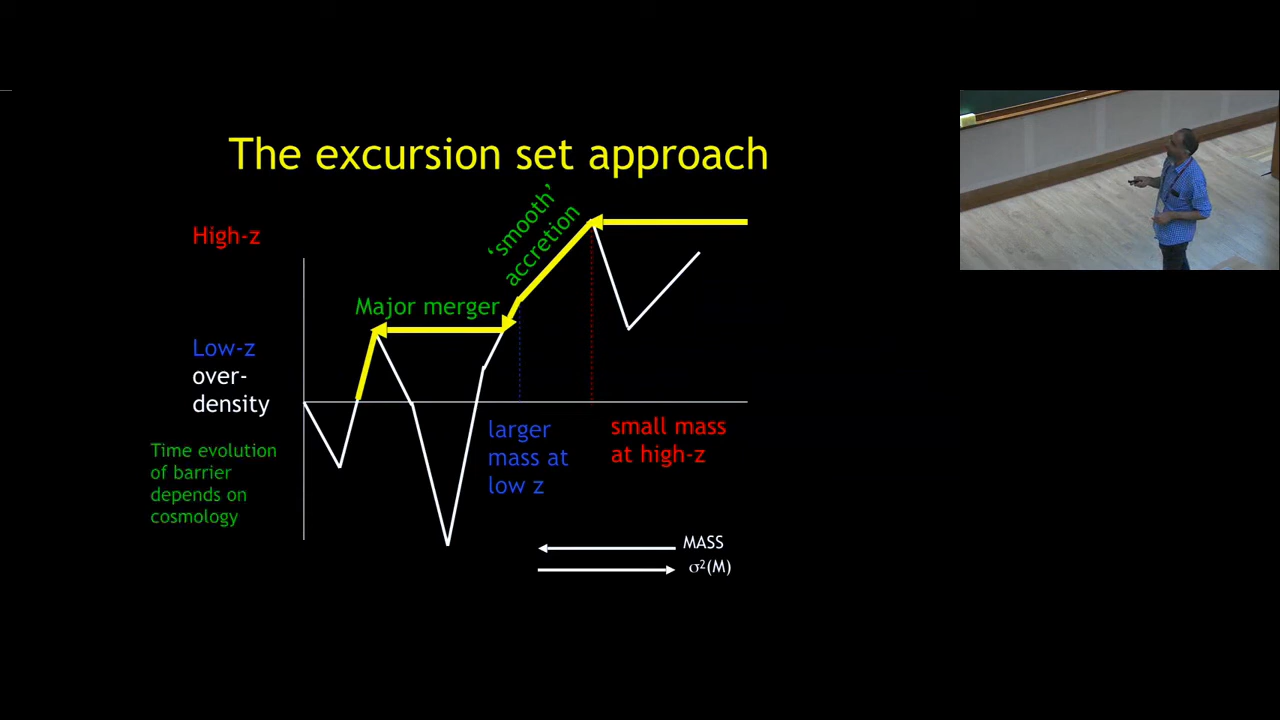 The excursion set approach
High-z
‘smooth’
accretion
Major merger
Low-z
over-
density
Time evolution
of barrier
depends on
cosmology
larger
mass at
low z
small mass
at high-z
MASS
σ²(M)